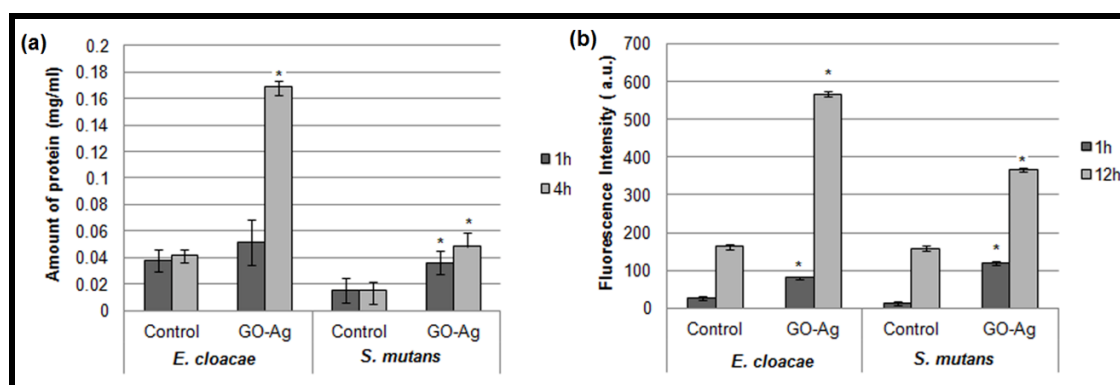 (a)
Amount of protein (mg/ml)
0.2
0.18
0.16
0.14
0.12
0.1
0.08
0.06
0.04
0.02
0
*
*
*
Control
GO-Ag
Control
GO-Ag
E. cloacae
S. mutans
1h
4h
(b)
Fluorescence Intensity ( a.u.)
700
600
500
400
300
200
100
0
*
*
*
*
Control
GO-Ag
Control
GO-Ag
E. cloacae
S. mutans
1h
12h